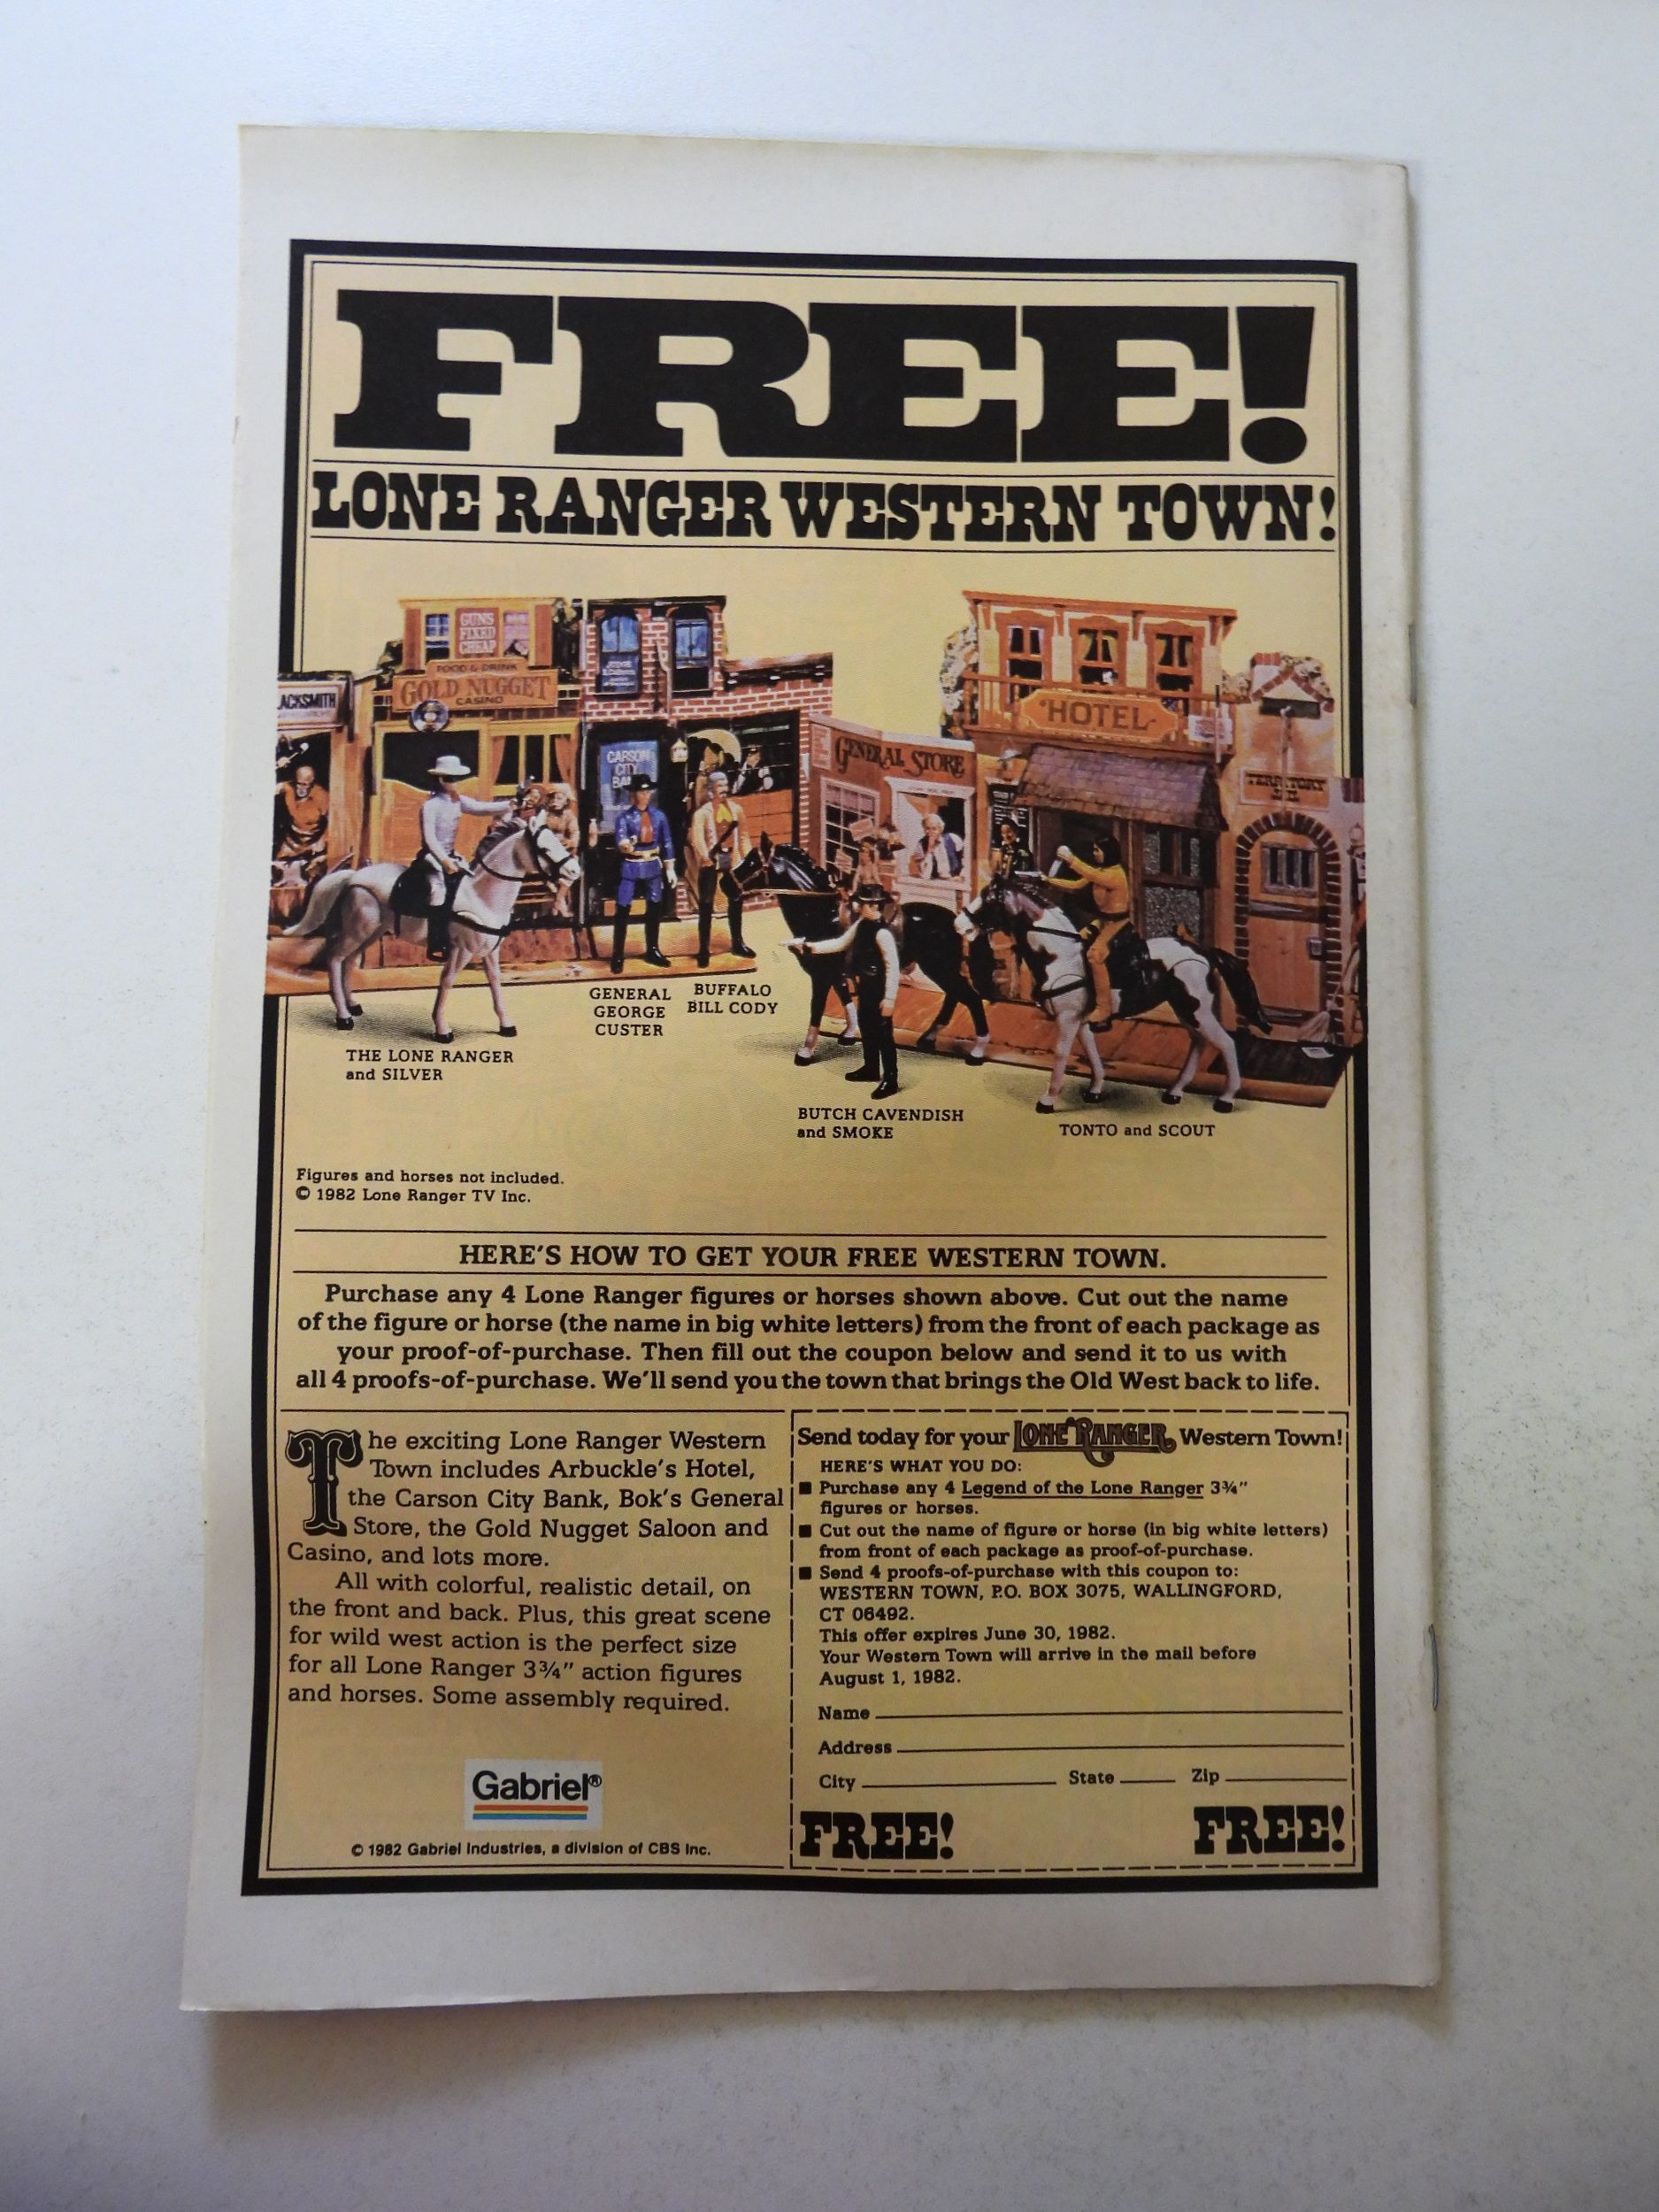 FREE!
LONE RANGER WESTERN TOWN!
GUNS
FIXED
CHEAP
FOOD & DRINK
GOLD NUGGET
CASINO
ACKSMITH
CARSON
CITY
BA
GENERAL STORE
HOTEL
TERRITORY
THE LONE RANGER
and SILVER
GENERAL
GEORGE
CUSTER
BUFFALO
BILL CODY
BUTCH CAVENDISH
and SMOKE
TONTO and SCOUT
Figures and horses not included.
© 1982 Lone Ranger TV Inc.
HERE'S HOW TO GET YOUR FREE WESTERN TOWN.
Purchase any 4 Lone Ranger figures or horses shown above. Cut out the name
of the figure or horse (the name in big white letters) from the front of each package as
your proof-of-purchase. Then fill out the coupon below and send it to us with
all 4 proofs-of-purchase. We'll send you the town that brings the Old West back to life.
The exciting Lone Ranger Western
Town includes Arbuckle's Hotel,
the Carson City Bank, Bok's General
Store, the Gold Nugget Saloon and
Casino, and lots more.
All with colorful, realistic detail, on
the front and back. Plus, this great scene
for wild west action is the perfect size
for all Lone Ranger 3¾" action figures
and horses. Some assembly required.
Gabriel®
© 1982 Gabriel Industries, a division of CBS Inc.
Send today for your LONE RANGER Western Town!
HERE'S WHAT YOU DO:
■ Purchase any 4 Legend of the Lone Ranger 3¾"
figures or horses.
■ Cut out the name of figure or horse (in big white letters)
from front of each package as proof-of-purchase.
■ Send 4 proofs-of-purchase with this coupon to:
WESTERN TOWN, P.O. BOX 3075, WALLINGFORD,
CT 06492.
This offer expires June 30, 1982.
Your Western Town will arrive in the mail before
August 1, 1982.
Name
Address
City State Zip
FREE! FREE!